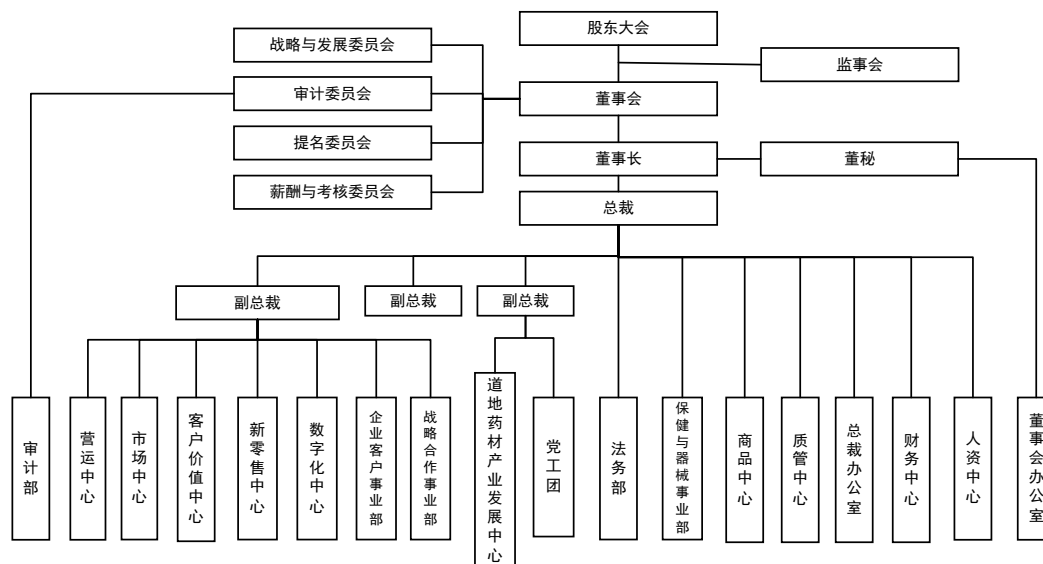 股东大会
战略与发展委员会
监事会
审计委员会
董事会
提名委员会
董事长
董秘
薪酬与考核委员会
总裁
副总裁
副总裁
副总裁
审计部
营运中心
市场中心
客户价值中心
新零售中心
数字化中心
企业客户事业部
战略合作事业部
道地药材产业发展中心
党工团
法务部
保健与器械事业部
商品中心
质管中心
总裁办公室
财务中心
人资中心
董事会办公室